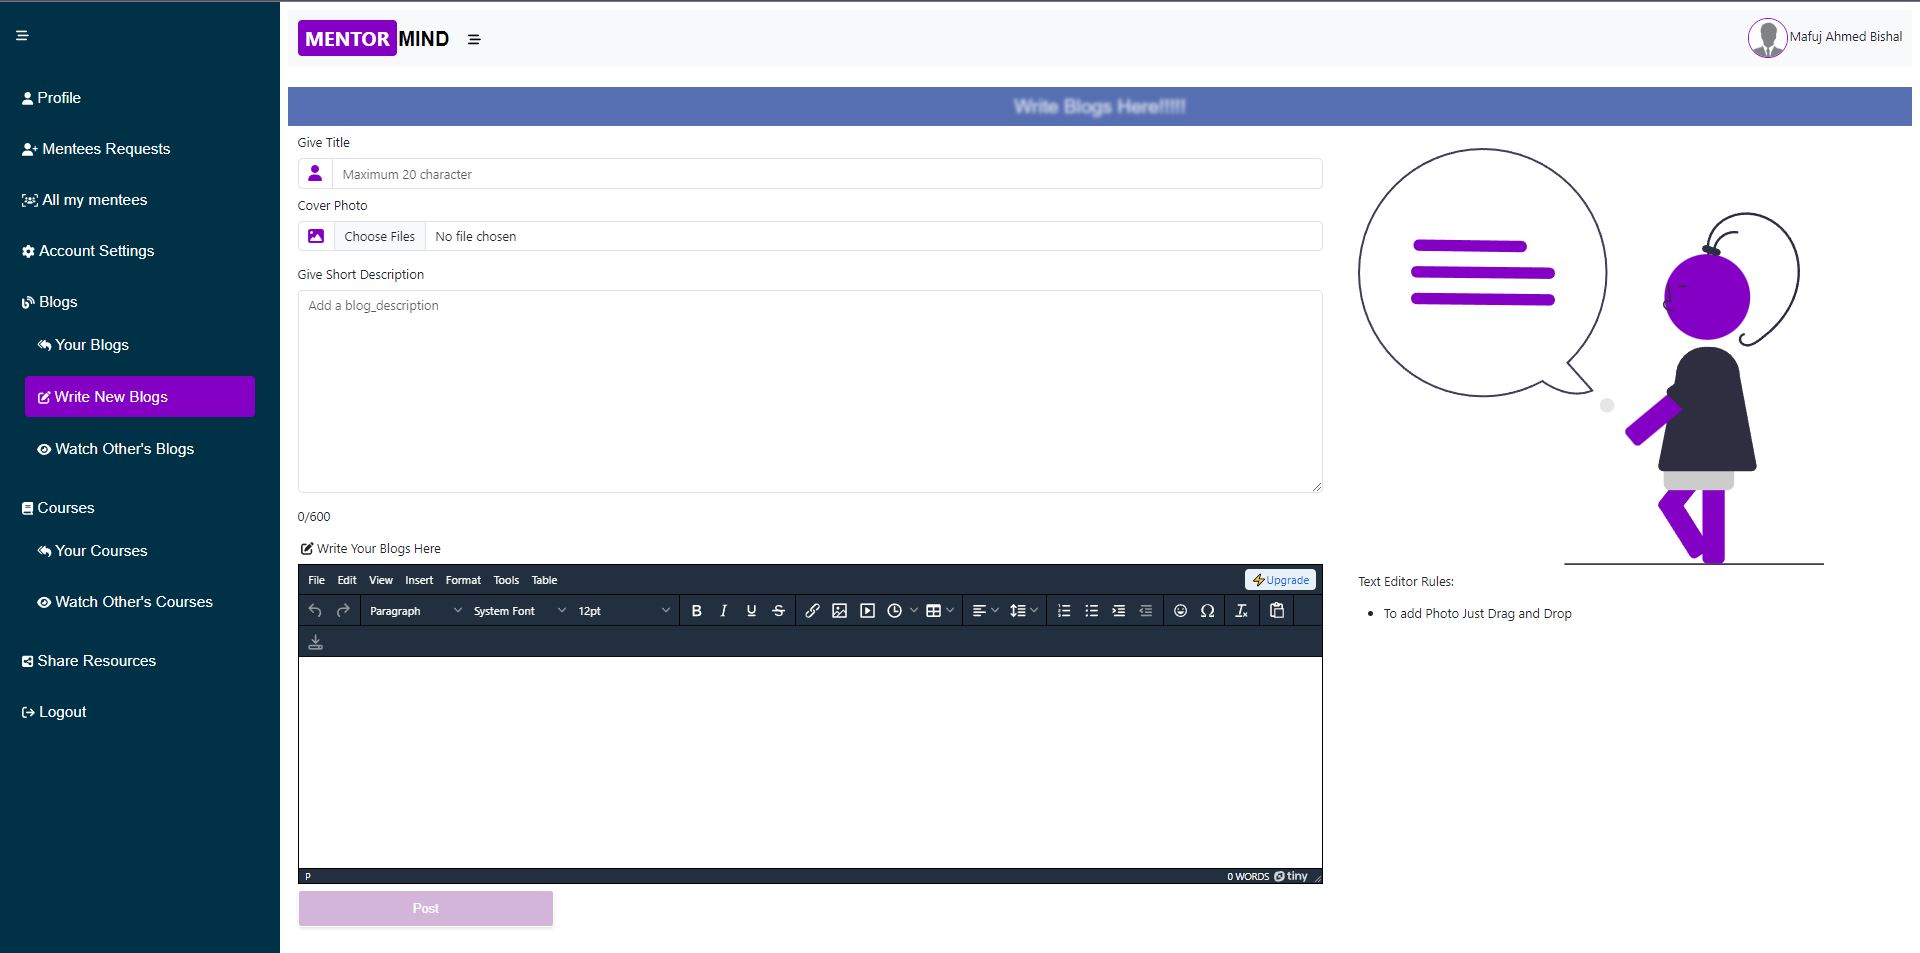 MENTOR MIND
Mafuj Ahmed Bishal
Profile
Mentees Requests
All my mentees
Account Settings
Blogs
Your Blogs
Write New Blogs
Watch Other's Blogs
Courses
Your Courses
Watch Other's Courses
Share Resources
Logout
Write Blogs Here!!!!!
Give Title
Maximum 20 character
Cover Photo
Choose Files No file chosen
Give Short Description
Add a blog_description
0/600
Write Your Blogs Here
File Edit View Insert Format Tools Table Upgrade
Paragraph System Font 12pt B I U S Ω
P 0 WORDS tiny
Post
Text Editor Rules:
• To add Photo Just Drag and Drop